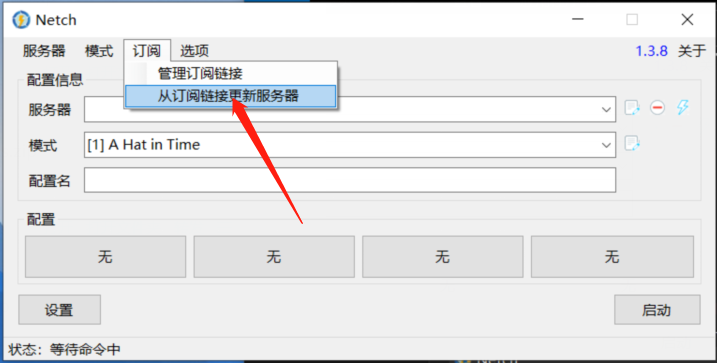 Netch
服务器 模式 订阅 选项 1.3.8 关于
管理订阅链接
配置信息
从订阅链接更新服务器
服务器
模式 [1] A Hat in Time
配置名
配置
无 无 无 无
设置 启动
状态：等待命令中